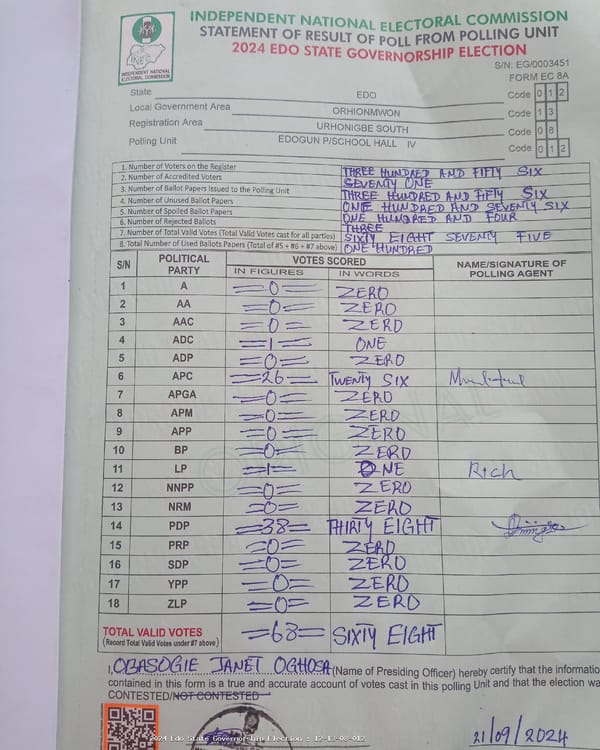 INDEPENDENT NATIONAL ELECTORAL COMMISSION
STATEMENT OF RESULT OF POLL FROM POLLING UNIT
2024 EDO STATE GOVERNORSHIP ELECTION
INEC
INDEPENDENT NATIONAL
ELECTORAL COMMISSION
S/N: EG/0003451
FORM EC 8A
State EDO Code 0 1 2
Local Government Area ORHIONMWON Code 1 3
Registration Area URHONIGBE SOUTH Code 0 8
Polling Unit EDOGUN P/SCHOOL HALL IV Code 0 1 2
1. Number of Voters on the Register THREE HUNDRED AND FIFTY SIX
2. Number of Accredited Voters SEVENTY ONE
3. Number of Ballot Papers Issued to the Polling Unit THREE HUNDRED AND FIFTY SIX
4. Number of Unused Ballot Papers ONE HUNDRED AND SEVENTY SIX
5. Number of Spoiled Ballot Papers ONE HUNDRED AND FOUR
6. Number of Rejected Ballots THREE
7. Number of Total Valid Votes (Total Valid Votes cast for all parties) SIXTY EIGHT SEVENTY FIVE
8. Total Number of Used Ballots Papers (Total of #5 + #6 + #7 above) ONE HUNDRED
S/N POLITICAL PARTY VOTES SCORED NAME/SIGNATURE OF POLLING AGENT
IN FIGURES IN WORDS
1 A =0= ZERO
2 AA =0= ZERO
3 AAC =0= ZERO
4 ADC =1= ONE
5 ADP =0= ZERO
6 APC =26= TWENTY SIX
7 APGA =0= ZERO
8 APM =0= ZERO
9 APP =0= ZERO
10 BP =0= ZERO
11 LP =1= ONE Rich
12 NNPP =0= ZERO
13 NRM =0= ZERO
14 PDP =38= THIRTY EIGHT
15 PRP =0= ZERO
16 SDP =0= ZERO
17 YPP =0= ZERO
18 ZLP =0= ZERO
TOTAL VALID VOTES =68= SIXTY EIGHT
(Record Total Valid Votes under #7 above)
I, OBASOGIE JANET OGHOSA (Name of Presiding Officer) hereby certify that the information
contained in this form is a true and accurate account of votes cast in this polling Unit and that the election was
CONTESTED/NOT CONTESTED
2024 Edo State Governorship Election - 12-13-08-012
21/09/2024